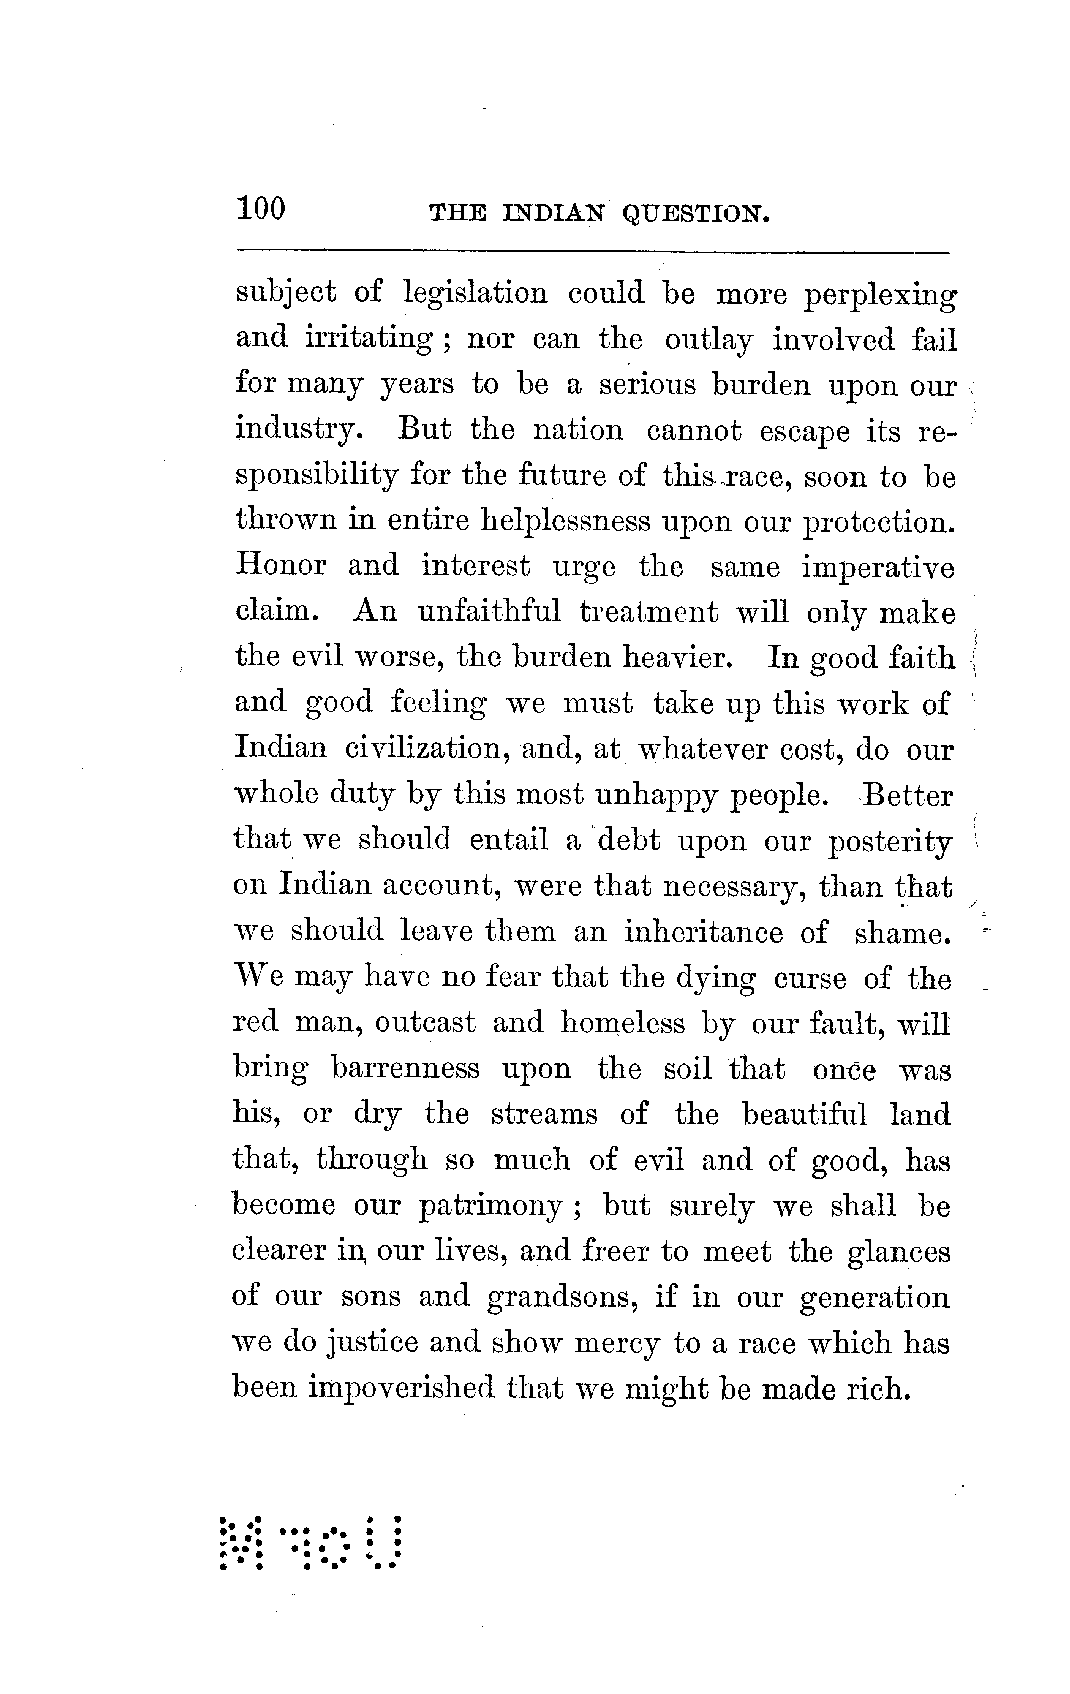 100 THE INDIAN QUESTION.
subject of legislation could be more perplexing
and irritating ; nor can the outlay involved fail
for many years to be a serious burden upon our
industry. But the nation cannot escape its re-
sponsibility for the future of this race, soon to be
thrown in entire helplessness upon our protection.
Honor and interest urge the same imperative
claim. An unfaithful treatment will only make
the evil worse, the burden heavier. In good faith
and good feeling we must take up this work of
Indian civilization, and, at whatever cost, do our
whole duty by this most unhappy people. Better
that we should entail a debt upon our posterity
on Indian account, were that necessary, than that
we should leave them an inheritance of shame.
We may have no fear that the dying curse of the
red man, outcast and homeless by our fault, will
bring barrenness upon the soil that once was
his, or dry the streams of the beautiful land
that, through so much of evil and of good, has
become our patrimony ; but surely we shall be
clearer in our lives, and freer to meet the glances
of our sons and grandsons, if in our generation
we do justice and show mercy to a race which has
been impoverished that we might be made rich.